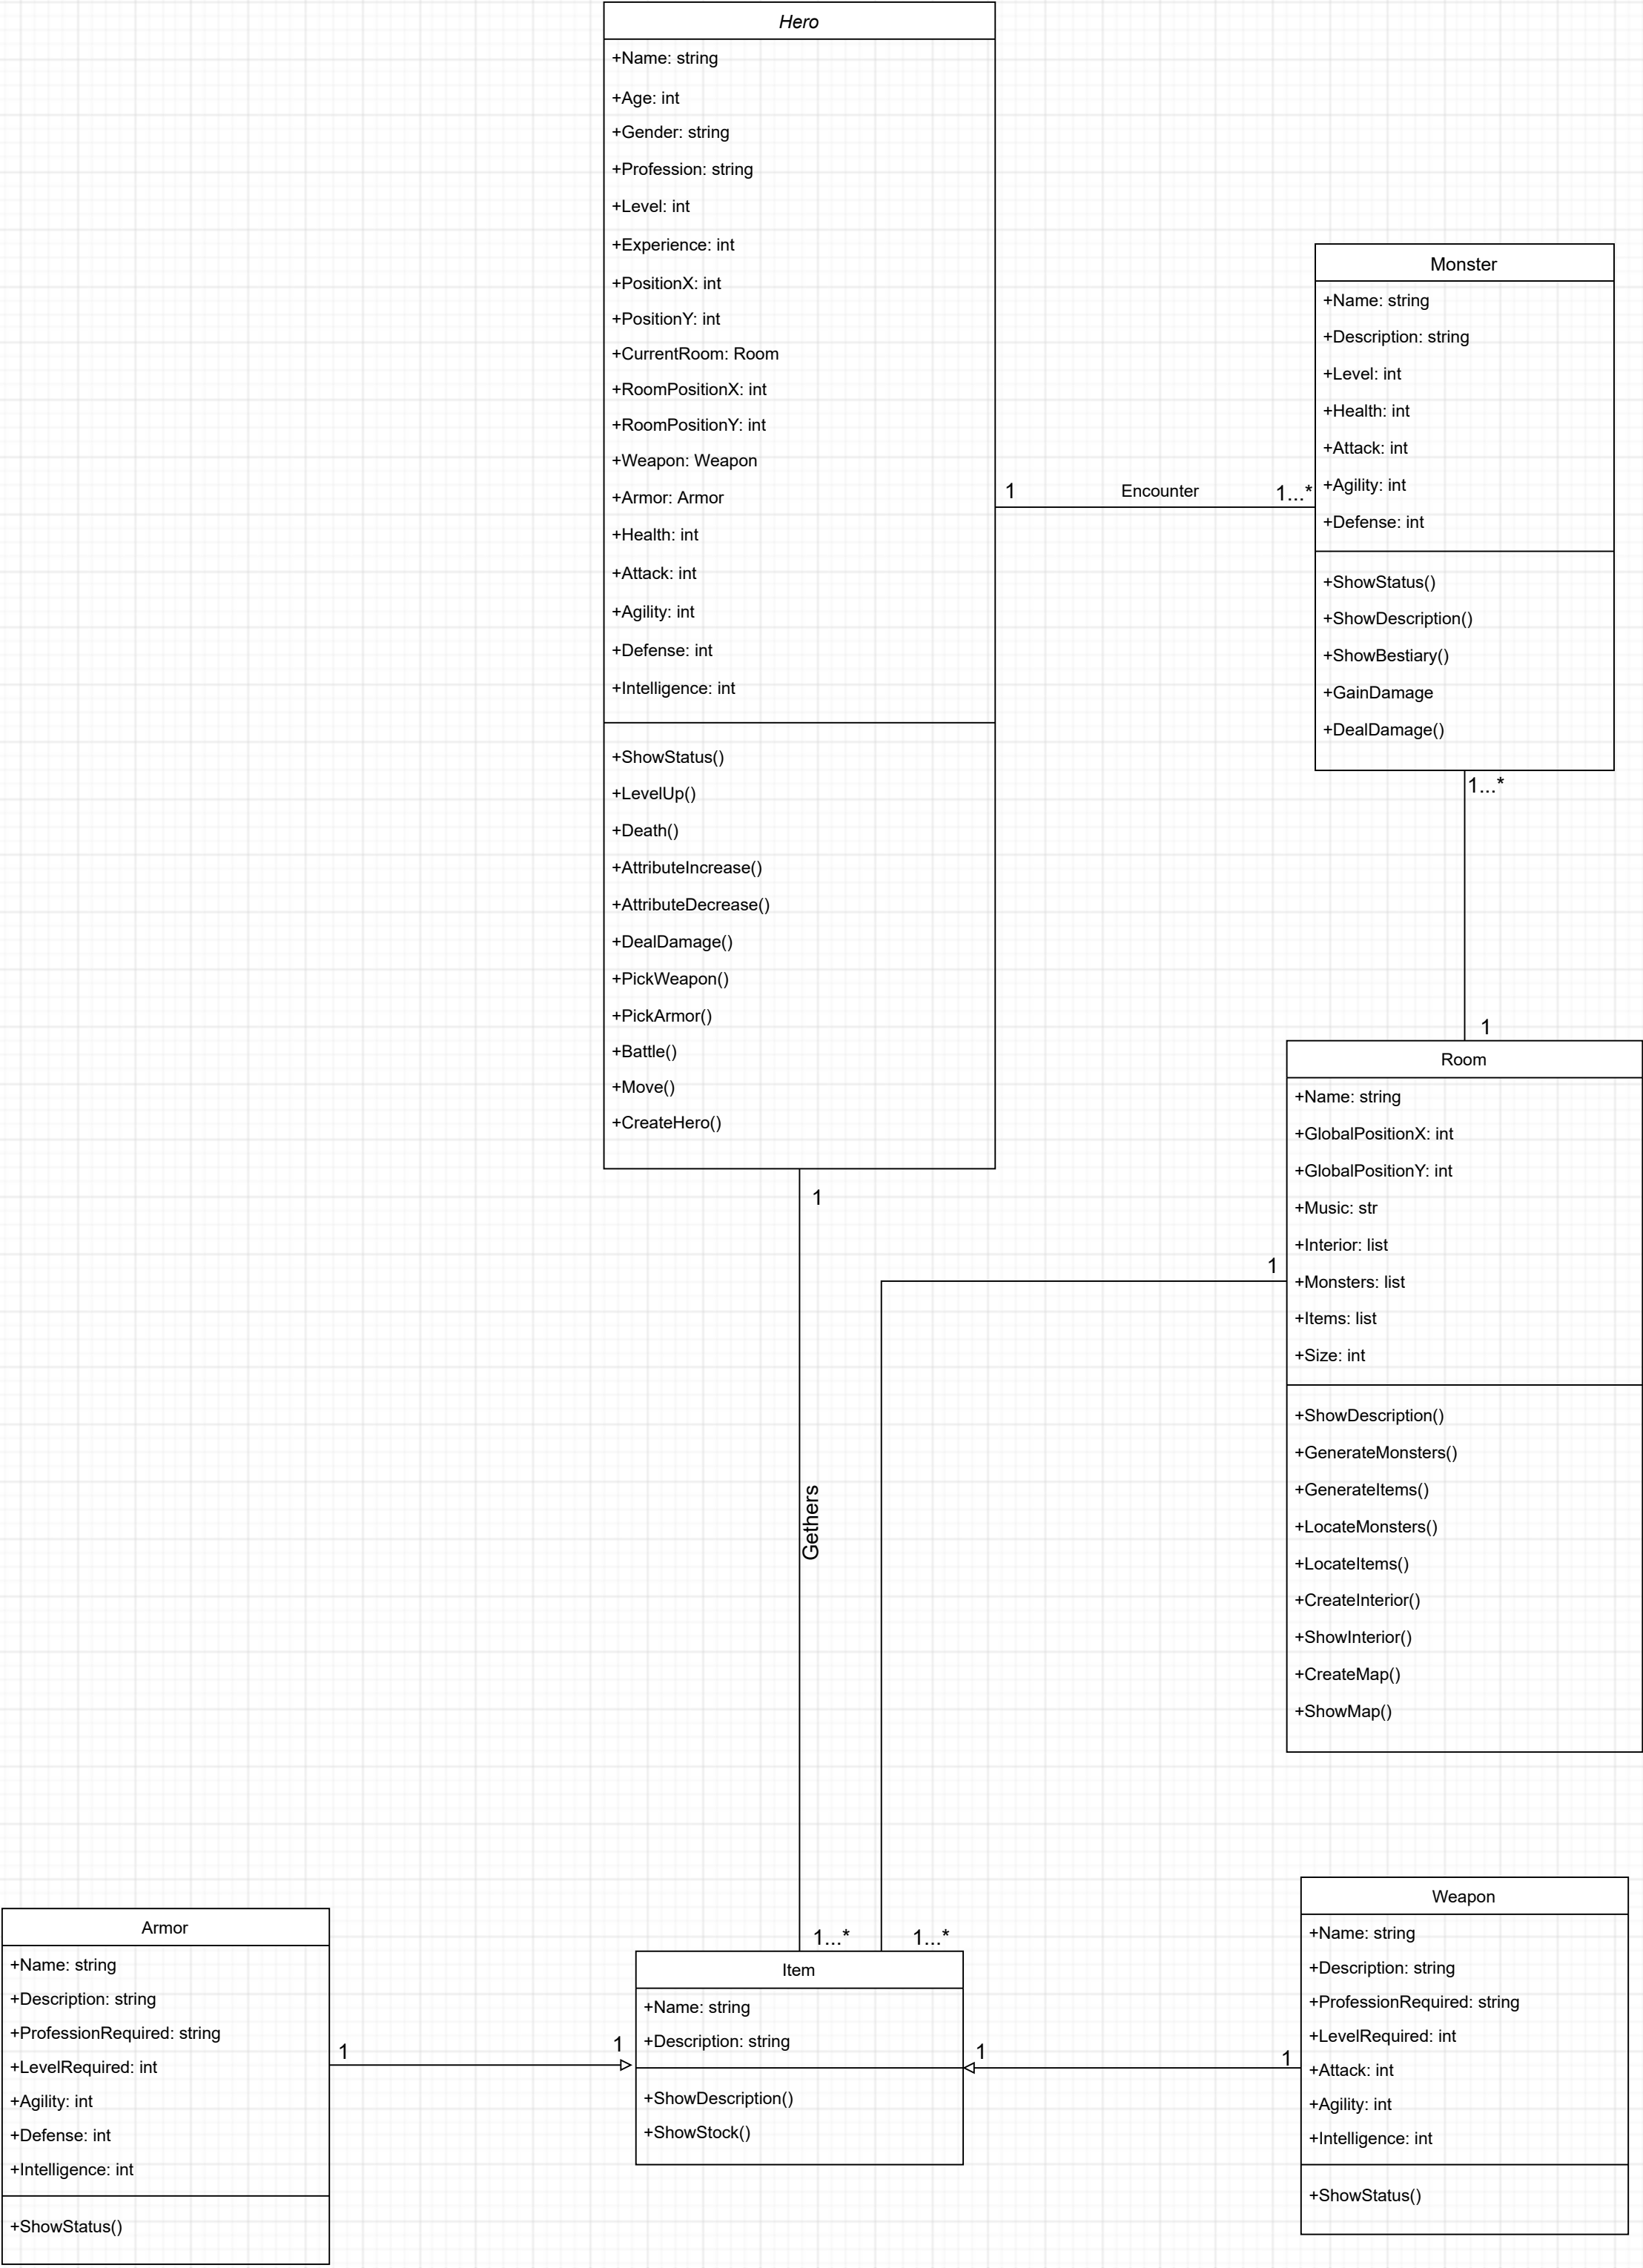 Hero
+Name: string
+Age: int
+Gender: string
+Profession: string
+Level: int
+Experience: int
+PositionX: int
+PositionY: int
+CurrentRoom: Room
+RoomPositionX: int
+RoomPositionY: int
+Weapon: Weapon
+Armor: Armor
+Health: int
+Attack: int
+Agility: int
+Defense: int
+Intelligence: int
+ShowStatus()
+LevelUp()
+Death()
+AttributeIncrease()
+AttributeDecrease()
+DealDamage()
+PickWeapon()
+PickArmor()
+Battle()
+Move()
+CreateHero()
1
Encounter
1...*
Monster
+Name: string
+Description: string
+Level: int
+Health: int
+Attack: int
+Agility: int
+Defense: int
+ShowStatus()
+ShowDescription()
+ShowBestiary()
+GainDamage
+DealDamage()
1...*
1
Room
+Name: string
+GlobalPositionX: int
+GlobalPositionY: int
+Music: str
+Interior: list
+Monsters: list
+Items: list
+Size: int
+ShowDescription()
+GenerateMonsters()
+GenerateItems()
+LocateMonsters()
+LocateItems()
+CreateInterior()
+ShowInterior()
+CreateMap()
+ShowMap()
1
1
Gethers
1...*
1...*
Armor
+Name: string
+Description: string
+ProfessionRequired: string
+LevelRequired: int
+Agility: int
+Defense: int
+Intelligence: int
+ShowStatus()
1
1
Item
+Name: string
+Description: string
+ShowDescription()
+ShowStock()
1
1
Weapon
+Name: string
+Description: string
+ProfessionRequired: string
+LevelRequired: int
+Attack: int
+Agility: int
+Intelligence: int
+ShowStatus()